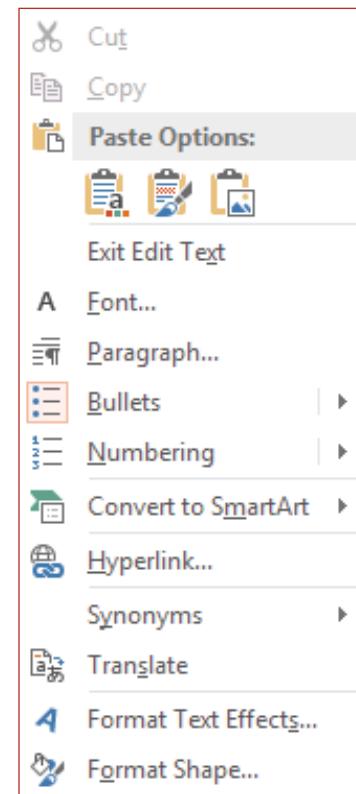 Cut
Copy
Paste Options:
Exit Edit Text
Font...
Paragraph...
Bullets
Numbering
Convert to SmartArt
Hyperlink...
Synonyms
Translate
Format Text Effects...
Format Shape...